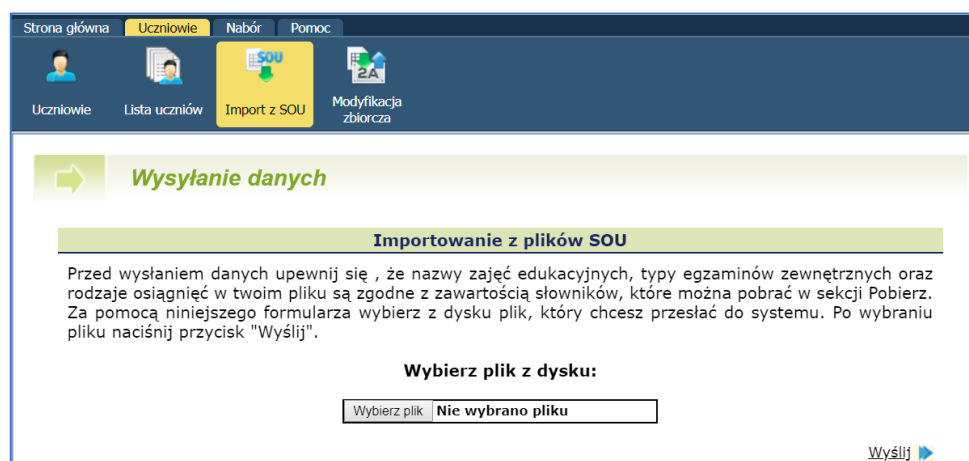 Strona główna Uczniowie Nabór Pomoc
SOU
2A
Uczniowie Lista uczniów Import z SOU Modyfikacja
zbiorcza
Wysyłanie danych
Importowanie z plików SOU
Przed wysłaniem danych upewnij się , że nazwy zajęć edukacyjnych, typy egzaminów zewnętrznych oraz
rodzaje osiągnięć w twoim pliku są zgodne z zawartością słowników, które można pobrać w sekcji Pobierz.
Za pomocą niniejszego formularza wybierz z dysku plik, który chcesz przesłać do systemu. Po wybraniu
pliku naciśnij przycisk "Wyślij".
Wybierz plik z dysku:
Wybierz plik Nie wybrano pliku
Wyślij